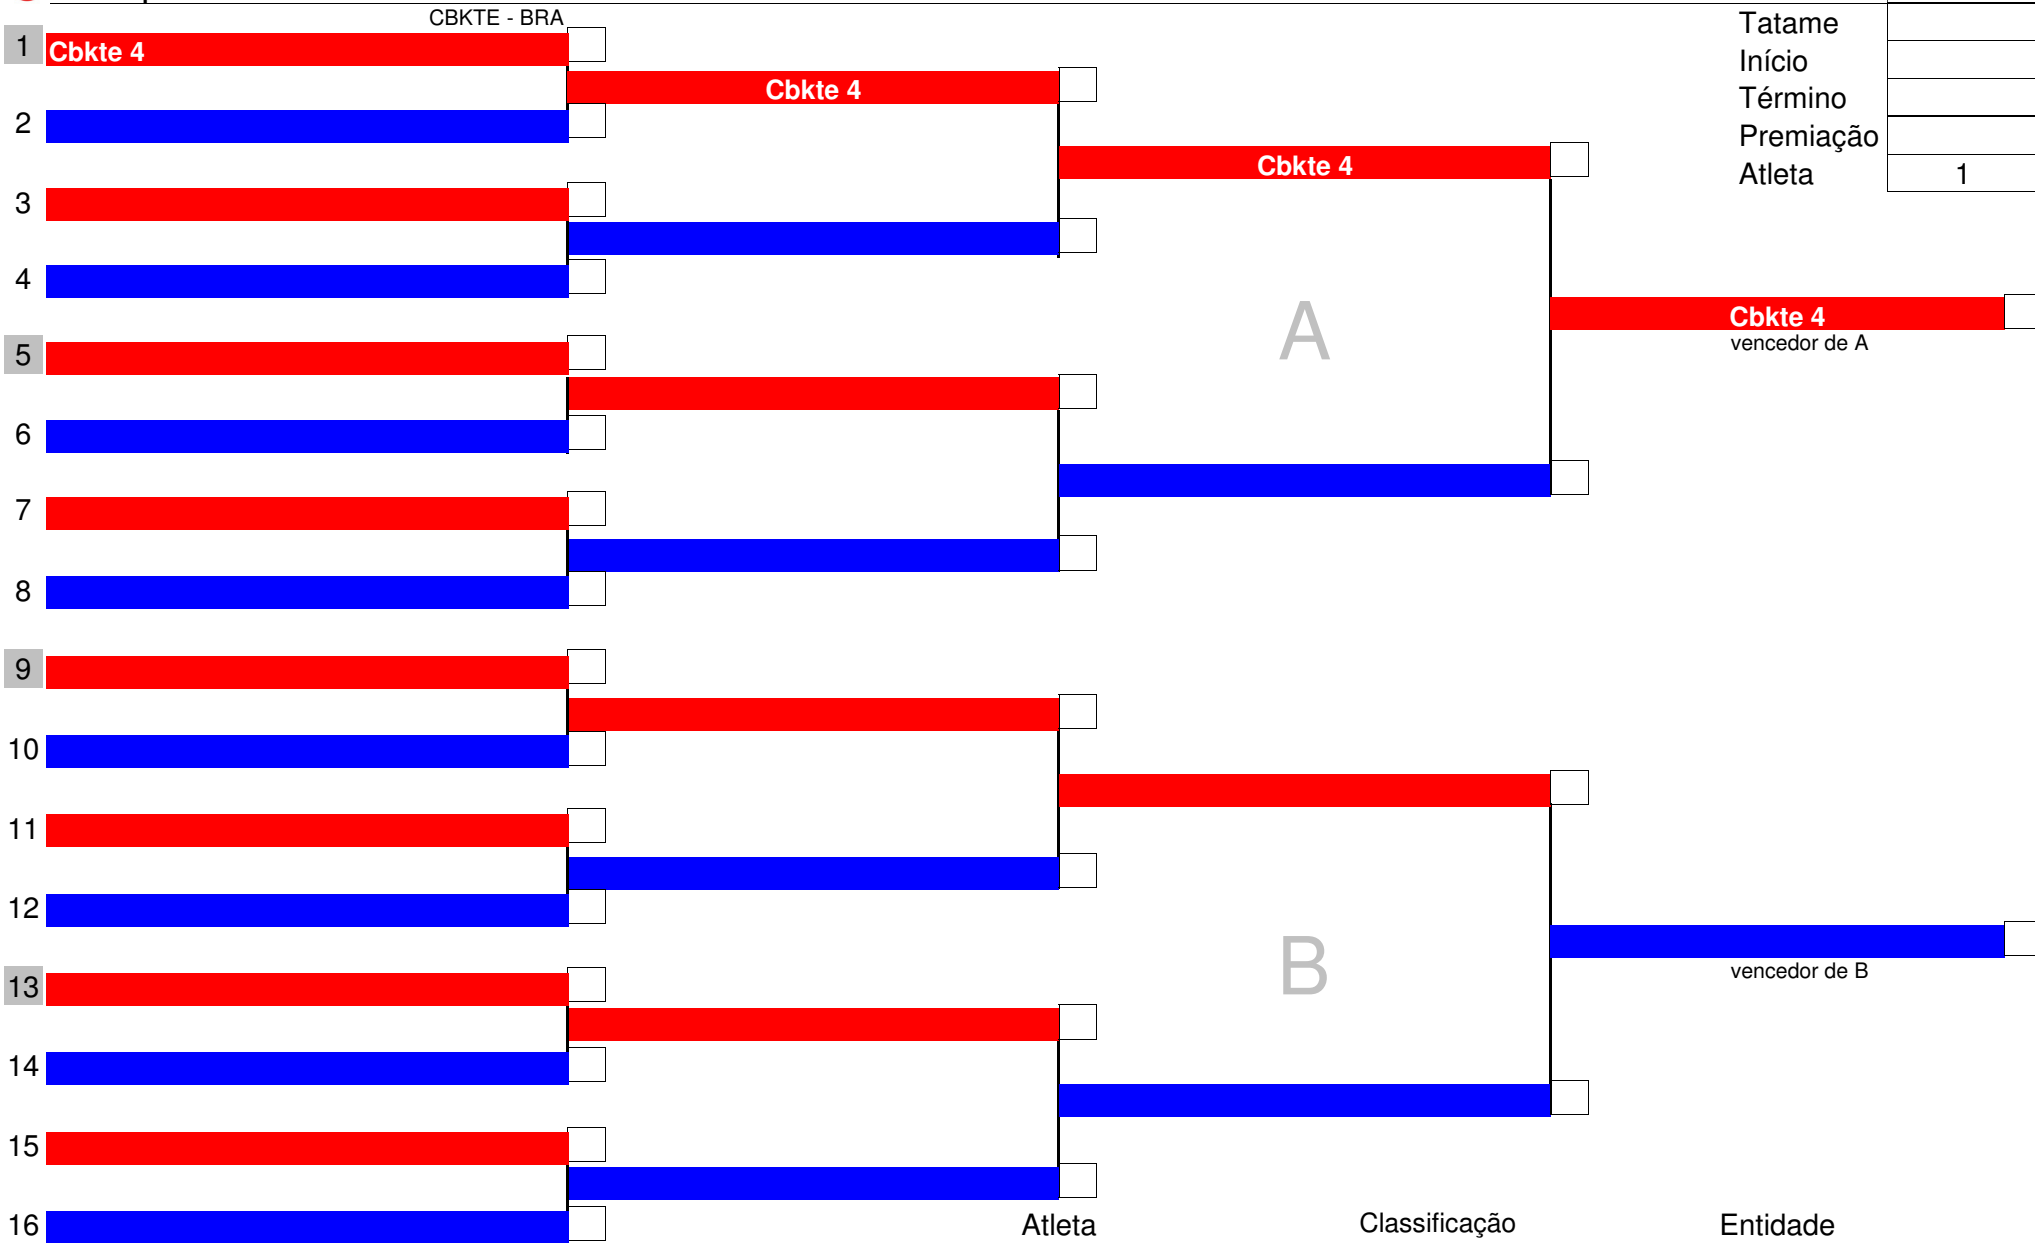 CBKTE - BRA
Tatame
1 Cbkte 4
Início
Cbkte 4
Término
2
Premiação
Cbkte 4
Atleta 1
3
4
Cbkte 4
A
vencedor de A
5
6
7
8
9
10
11
12
B
vencedor de B
13
14
15
16
Atleta Classificação Entidade